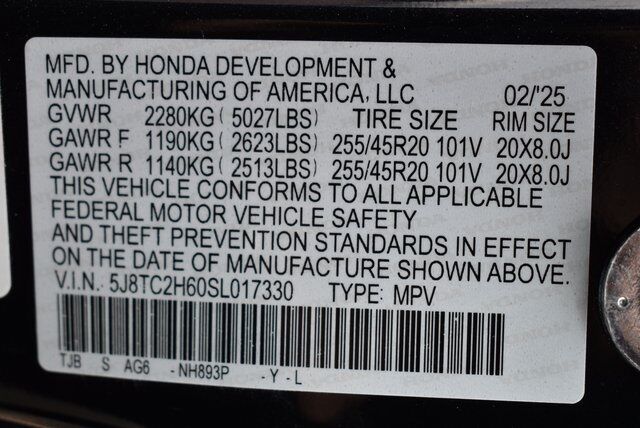 MFD. BY HONDA DEVELOPMENT &
MANUFACTURING OF AMERICA, LLC 02/'25
GVWR 2280KG ( 5027LBS) TIRE SIZE RIM SIZE
GAWR F 1190KG ( 2623LBS) 255/45R20 101V 20X8.0J
GAWR R 1140KG ( 2513LBS) 255/45R20 101V 20X8.0J
THIS VEHICLE CONFORMS TO ALL APPLICABLE
FEDERAL MOTOR VEHICLE SAFETY
AND THEFT PREVENTION STANDARDS IN EFFECT
ON THE DATE OF MANUFACTURE SHOWN ABOVE.
V.I.N. 5J8TC2H60SL017330 TYPE: MPV
TJB S AG6 -NH893P -Y-L